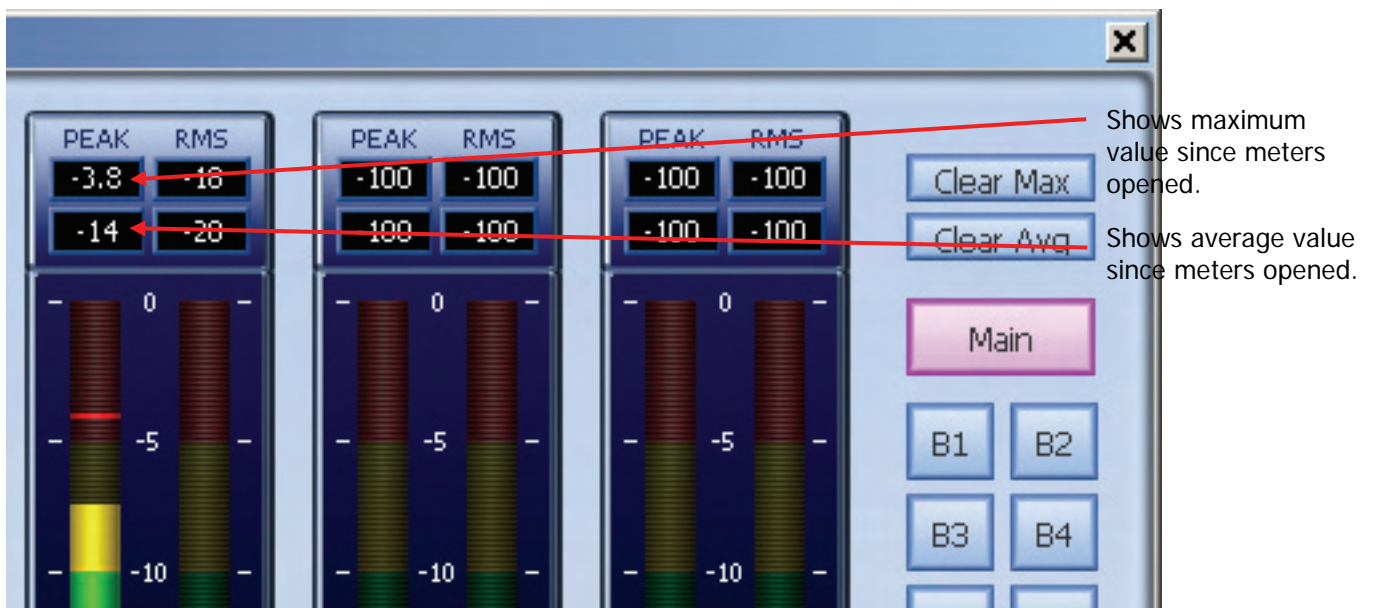 PEAK RMS PEAK RMS PEAK RMS
-3.8 -18 -100 -100 -100 -100
-14 -20 -100 -100 -100 -100
Clear Max
Clear Avg
Shows maximum
value since meters
opened.
Shows average value
since meters opened.
0 0 0
Main
-5 -5 -5
B1 B2
B3 B4
-10 -10 -10